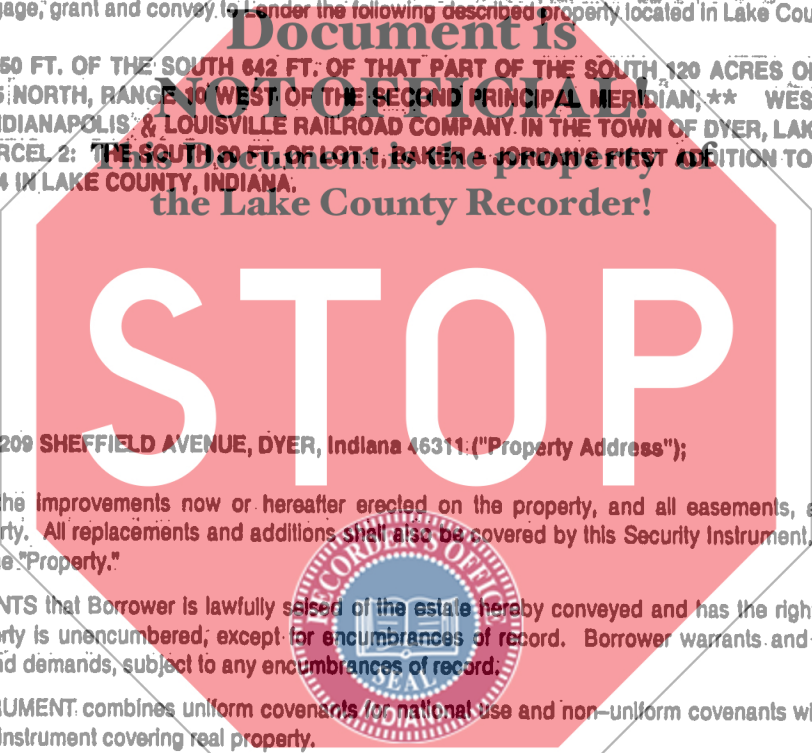 gage, grant and convey to Lender the following described property located in Lake Cou
Document is
50 FT. OF THE SOUTH 642 FT. OF THAT PART OF THE SOUTH 120 ACRES O
NOT OFFICIAL!
NORTH, RANGE 10 WEST OF THE SECOND PRINCIPAL MERIDIAN, ** WES
NDIANAPOLIS & LOUISVILLE RAILROAD COMPANY IN THE TOWN OF DYER, LAK
This Document is the property of
RCEL 2: THE SOUTH FT. OF LOT 1, & JORDAN'S FIRST ADDITION TO
4 IN LAKE COUNTY, INDIANA.
the Lake County Recorder!
STOP
209 SHEFFIELD AVENUE, DYER, Indiana 46311 ("Property Address");
the improvements now or hereafter erected on the property, and all easements, a
rty. All replacements and additions shall also be covered by this Security Instrument.
e "Property."
NTS that Borrower is lawfully seised of the estate hereby conveyed and has the righ
erty is unencumbered, except for encumbrances of record. Borrower warrants and
nd demands, subject to any encumbrances of record.
RUMENT combines uniform covenants for national use and non-uniform covenants wi
instrument covering real property.
RECORDER'S OFFICE
SEAL
INDIANA